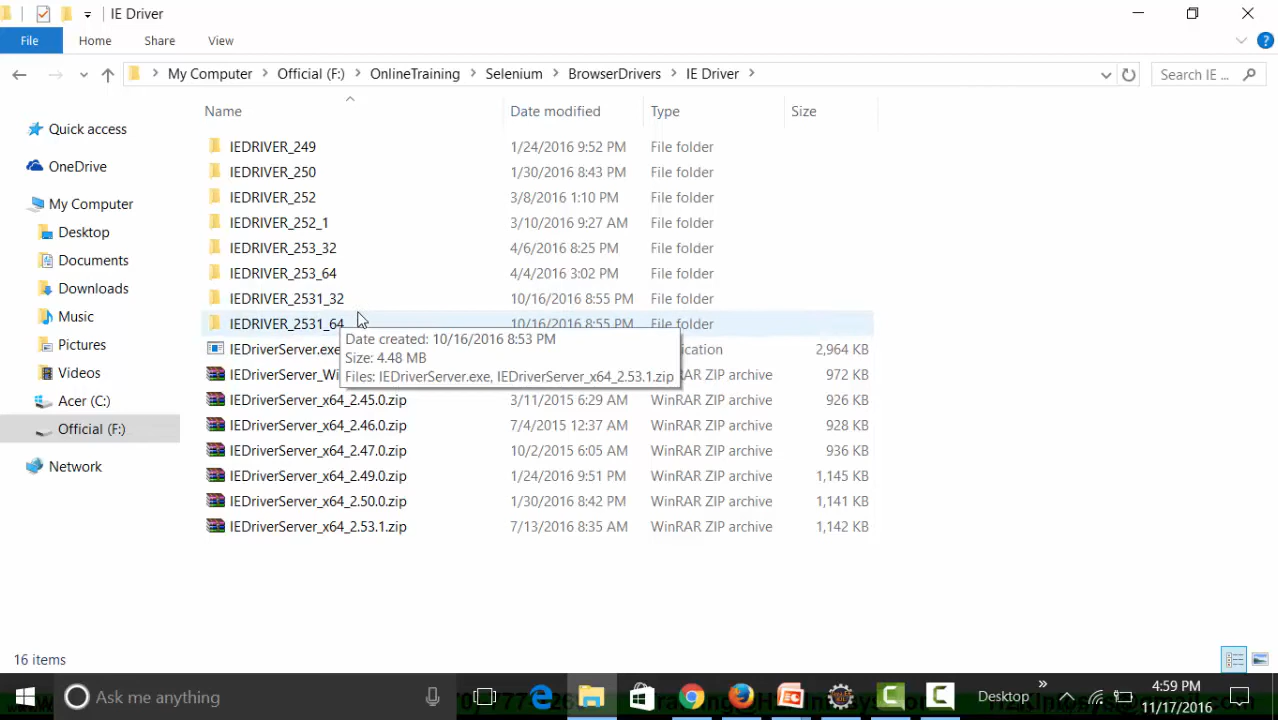 IE Driver
File Home Share View
My Computer Official (F:) OnlineTraining Selenium BrowserDrivers IE Driver Search IE ...
Name Date modified Type Size
Quick access
OneDrive
My Computer
Desktop
Documents
Downloads
Music
Pictures
Videos
Acer (C:)
Official (F:)
Network
IEDRIVER_249 1/24/2016 9:52 PM File folder
IEDRIVER_250 1/30/2016 8:43 PM File folder
IEDRIVER_252 3/8/2016 1:10 PM File folder
IEDRIVER_252_1 3/10/2016 9:27 AM File folder
IEDRIVER_253_32 4/6/2016 8:25 PM File folder
IEDRIVER_253_64 4/4/2016 3:02 PM File folder
IEDRIVER_2531_32 10/16/2016 8:55 PM File folder
IEDRIVER_2531_64 10/16/2016 8:55 PM File folder
IEDriverServer.exe ication 2,964 KB
IEDriverServer_Wi WinRAR ZIP archive 972 KB
IEDriverServer_x64_2.45.0.zip 3/11/2015 6:29 AM WinRAR ZIP archive 926 KB
IEDriverServer_x64_2.46.0.zip 7/4/2015 12:37 AM WinRAR ZIP archive 928 KB
IEDriverServer_x64_2.47.0.zip 10/2/2015 6:05 AM WinRAR ZIP archive 936 KB
IEDriverServer_x64_2.49.0.zip 1/24/2016 9:51 PM WinRAR ZIP archive 1,145 KB
IEDriverServer_x64_2.50.0.zip 1/30/2016 8:42 PM WinRAR ZIP archive 1,141 KB
IEDriverServer_x64_2.53.1.zip 7/13/2016 8:35 AM WinRAR ZIP archive 1,142 KB
Date created: 10/16/2016 8:53 PM
Size: 4.48 MB
Files: IEDriverServer.exe, IEDriverServer_x64_2.53.1.zip
16 items
Ask me anything
Desktop
4:59 PM
11/17/2016